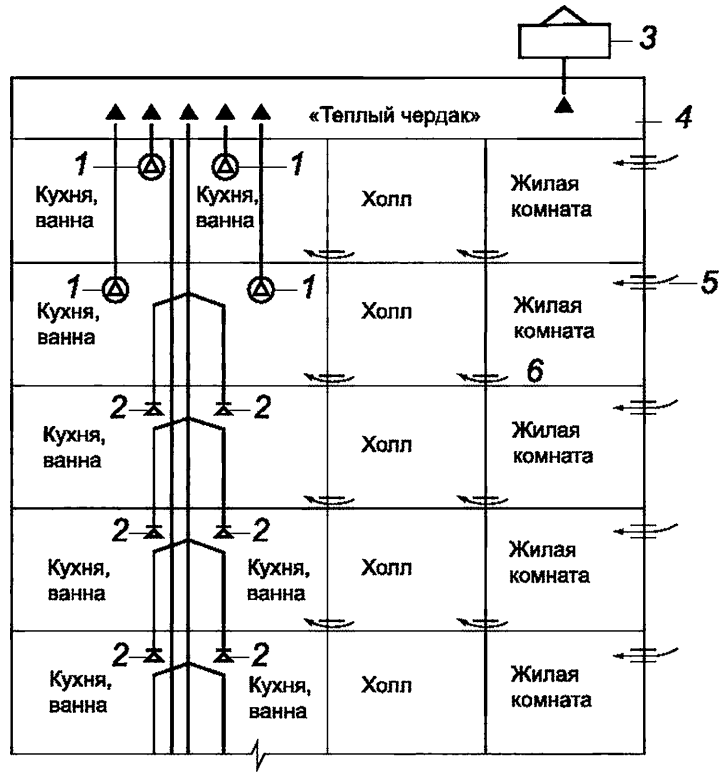 3
«Теплый чердак»
4
1
1
Кухня,
ванна
Кухня,
ванна
Холл
Жилая
комната
1
1
5
Кухня,
ванна
Холл
Жилая
комната
6
2
2
Кухня,
ванна
Холл
Жилая
комната
2
2
Кухня,
ванна
Кухня,
ванна
Холл
Жилая
комната
2
2
Кухня,
ванна
Кухня,
ванна
Холл
Жилая
комната